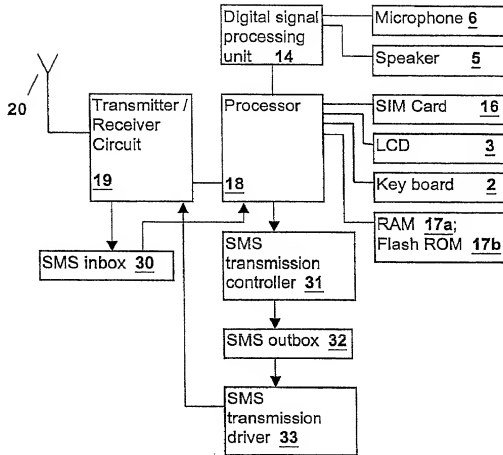 Digital signal
processing
unit 14
Microphone 6
Speaker 5
20
Transmitter /
Receiver
Circuit
19
Processor
18
SIM Card 16
LCD 3
Key board 2
RAM 17a;
Flash ROM 17b
SMS inbox 30
SMS
transmission
controller
31
SMS outbox 32
SMS
transmission
driver 33